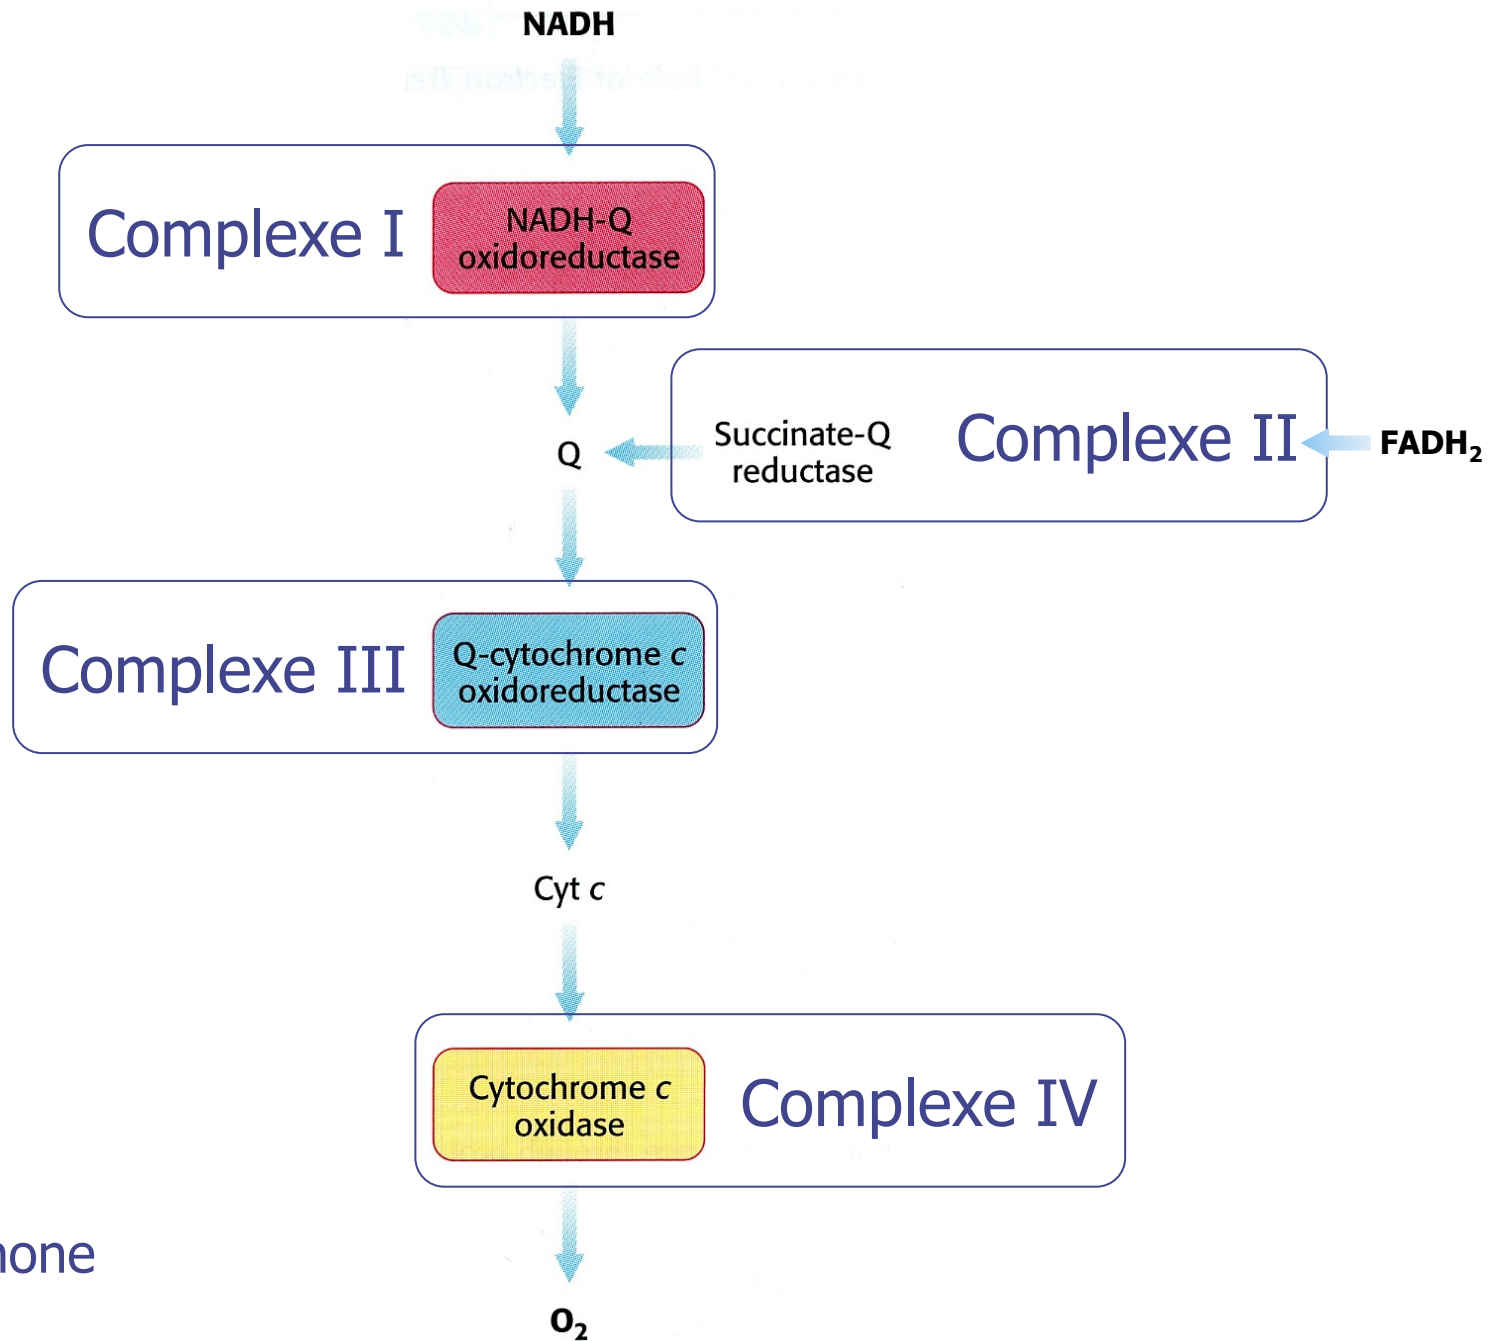 NADH
Complexe I
NADH-Q
oxidoreductase
Q
Succinate-Q
reductase
Complexe II
FADH₂
Complexe III
Q-cytochrome c
oxidoreductase
Cyt c
Cytochrome c
oxidase
Complexe IV
none
O₂